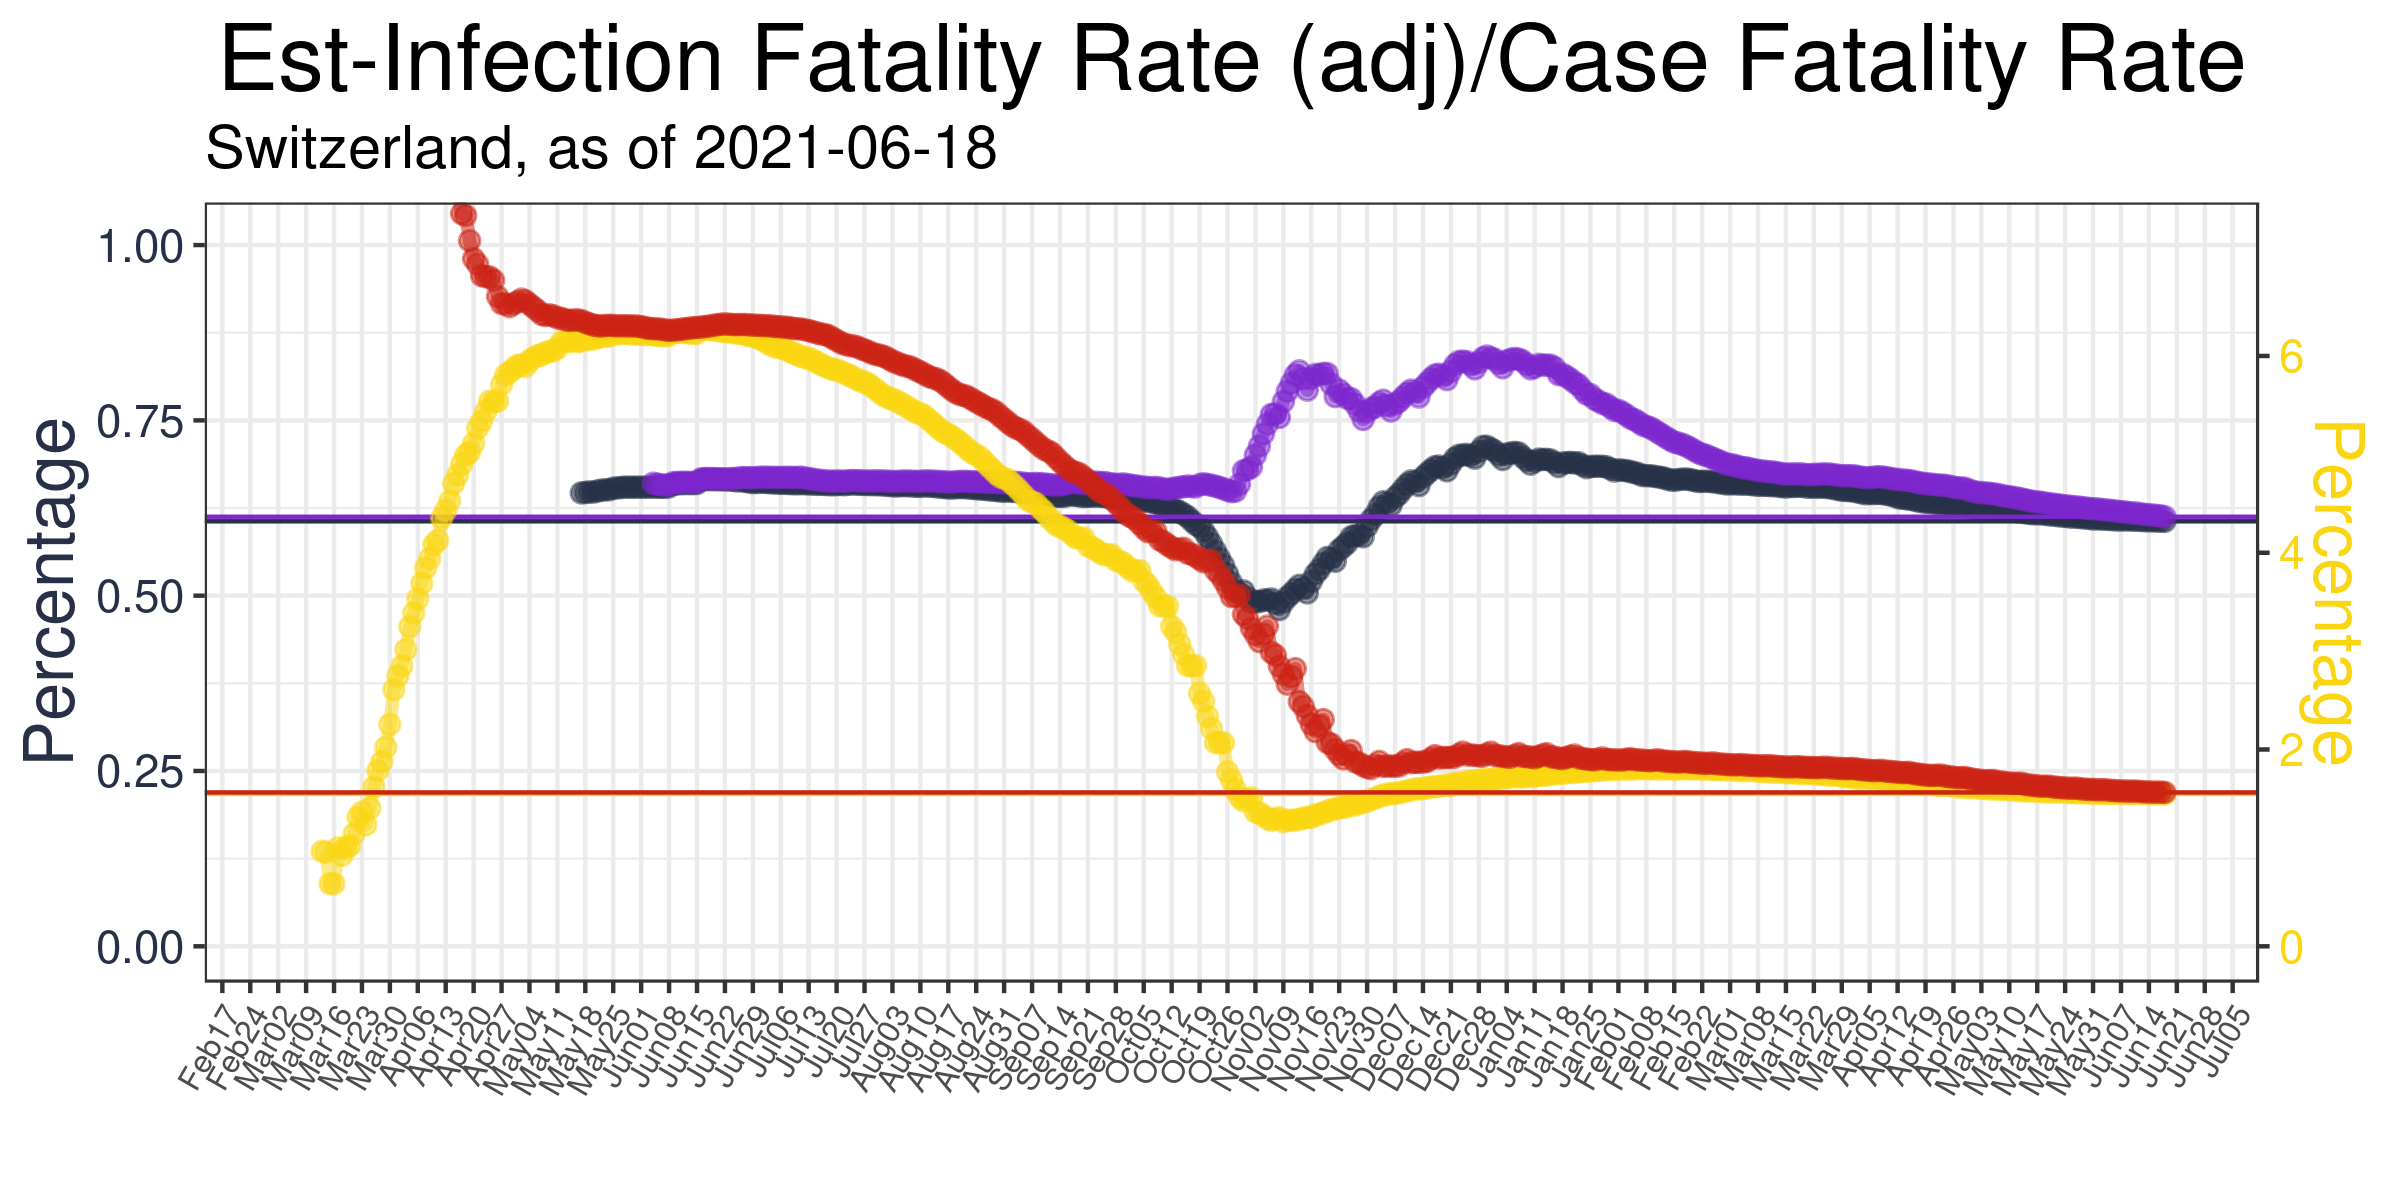 Est-Infection Fatality Rate (adj)/Case Fatality Rate
Switzerland, as of 2021-06-18
Percentage
1.00
0.75
0.50
0.25
0.00
6
4
2
0
Percentage
Feb17
Feb24
Mar02
Mar09
Mar16
Mar23
Mar30
Apr06
Apr13
Apr20
Apr27
May04
May11
May18
May25
Jun01
Jun08
Jun15
Jun22
Jun29
Jul06
Jul13
Jul20
Jul27
Aug03
Aug10
Aug17
Aug24
Aug31
Sep07
Sep14
Sep21
Sep28
Oct05
Oct12
Oct19
Oct26
Nov02
Nov09
Nov16
Nov23
Nov30
Dec07
Dec14
Dec21
Dec28
Jan04
Jan11
Jan18
Jan25
Feb01
Feb08
Feb15
Feb22
Mar01
Mar08
Mar15
Mar22
Mar29
Apr05
Apr12
Apr19
Apr26
May03
May10
May17
May24
May31
Jun07
Jun14
Jun21
Jun28
Jul05